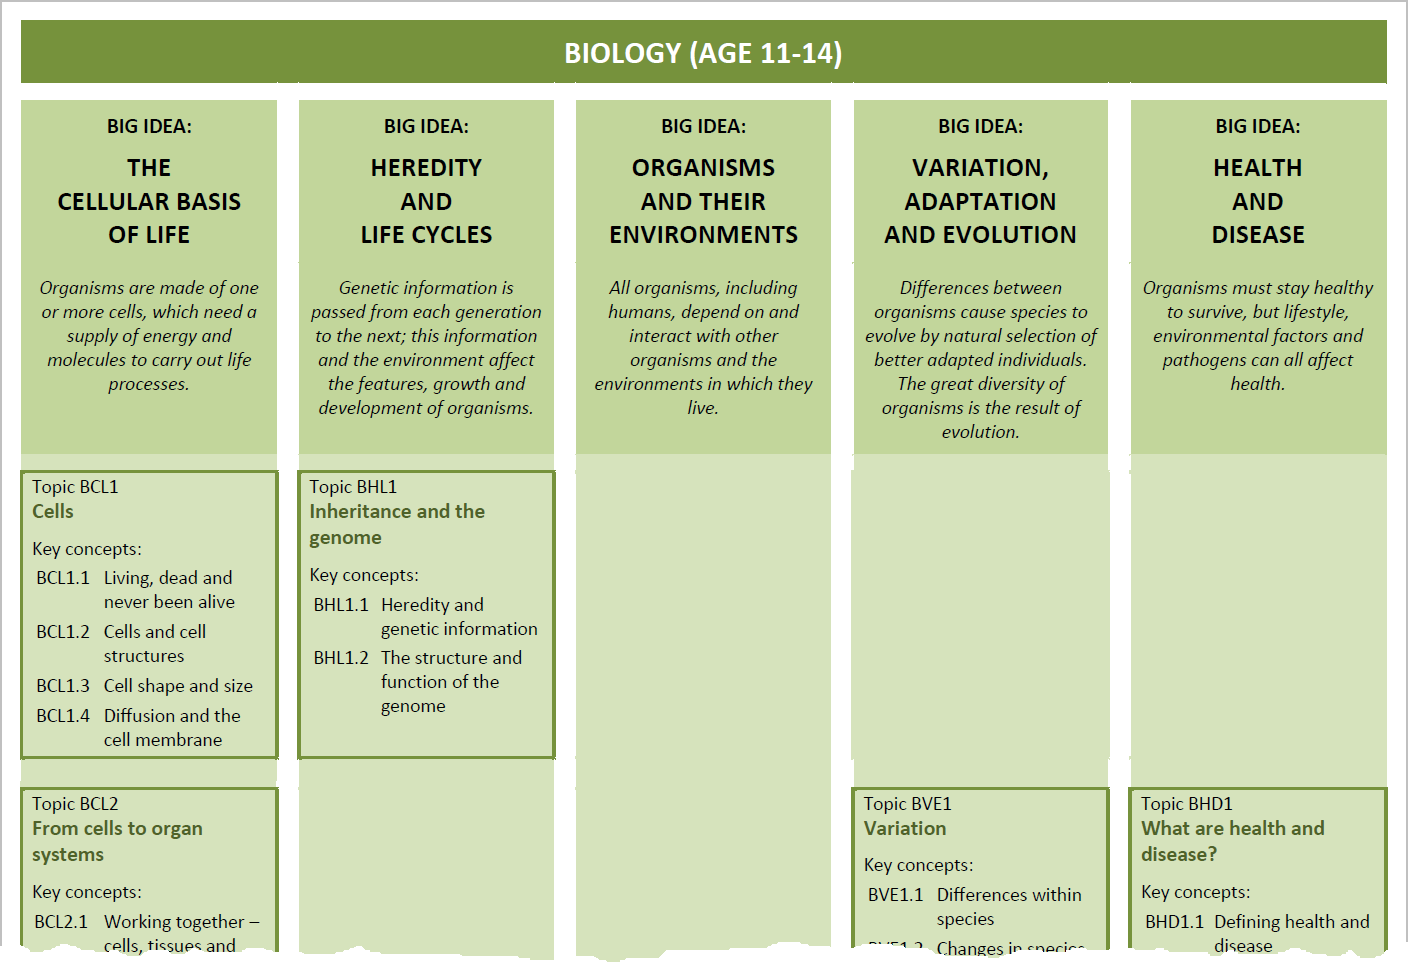 BIOLOGY (AGE 11-14)
BIG IDEA:
THE
CELLULAR BASIS
OF LIFE
Organisms are made of one
or more cells, which need a
supply of energy and
molecules to carry out life
processes.
Topic BCL1
Cells
Key concepts:
BCL1.1 Living, dead and
never been alive
BCL1.2 Cells and cell
structures
BCL1.3 Cell shape and size
BCL1.4 Diffusion and the
cell membrane
Topic BCL2
From cells to organ
systems
Key concepts:
BCL2.1 Working together –
cells, tissues and
BIG IDEA:
HEREDITY
AND
LIFE CYCLES
Genetic information is
passed from each generation
to the next; this information
and the environment affect
the features, growth and
development of organisms.
Topic BHL1
Inheritance and the
genome
Key concepts:
BHL1.1 Heredity and
genetic information
BHL1.2 The structure and
function of the
genome
BIG IDEA:
ORGANISMS
AND THEIR
ENVIRONMENTS
All organisms, including
humans, depend on and
interact with other
organisms and the
environments in which they
live.
BIG IDEA:
VARIATION,
ADAPTATION
AND EVOLUTION
Differences between
organisms cause species to
evolve by natural selection of
better adapted individuals.
The great diversity of
organisms is the result of
evolution.
Topic BVE1
Variation
Key concepts:
BVE1.1 Differences within
species
BVE1.2 Changes in species
BIG IDEA:
HEALTH
AND
DISEASE
Organisms must stay healthy
to survive, but lifestyle,
environmental factors and
pathogens can all affect
health.
Topic BHD1
What are health and
disease?
Key concepts:
BHD1.1 Defining health and
disease